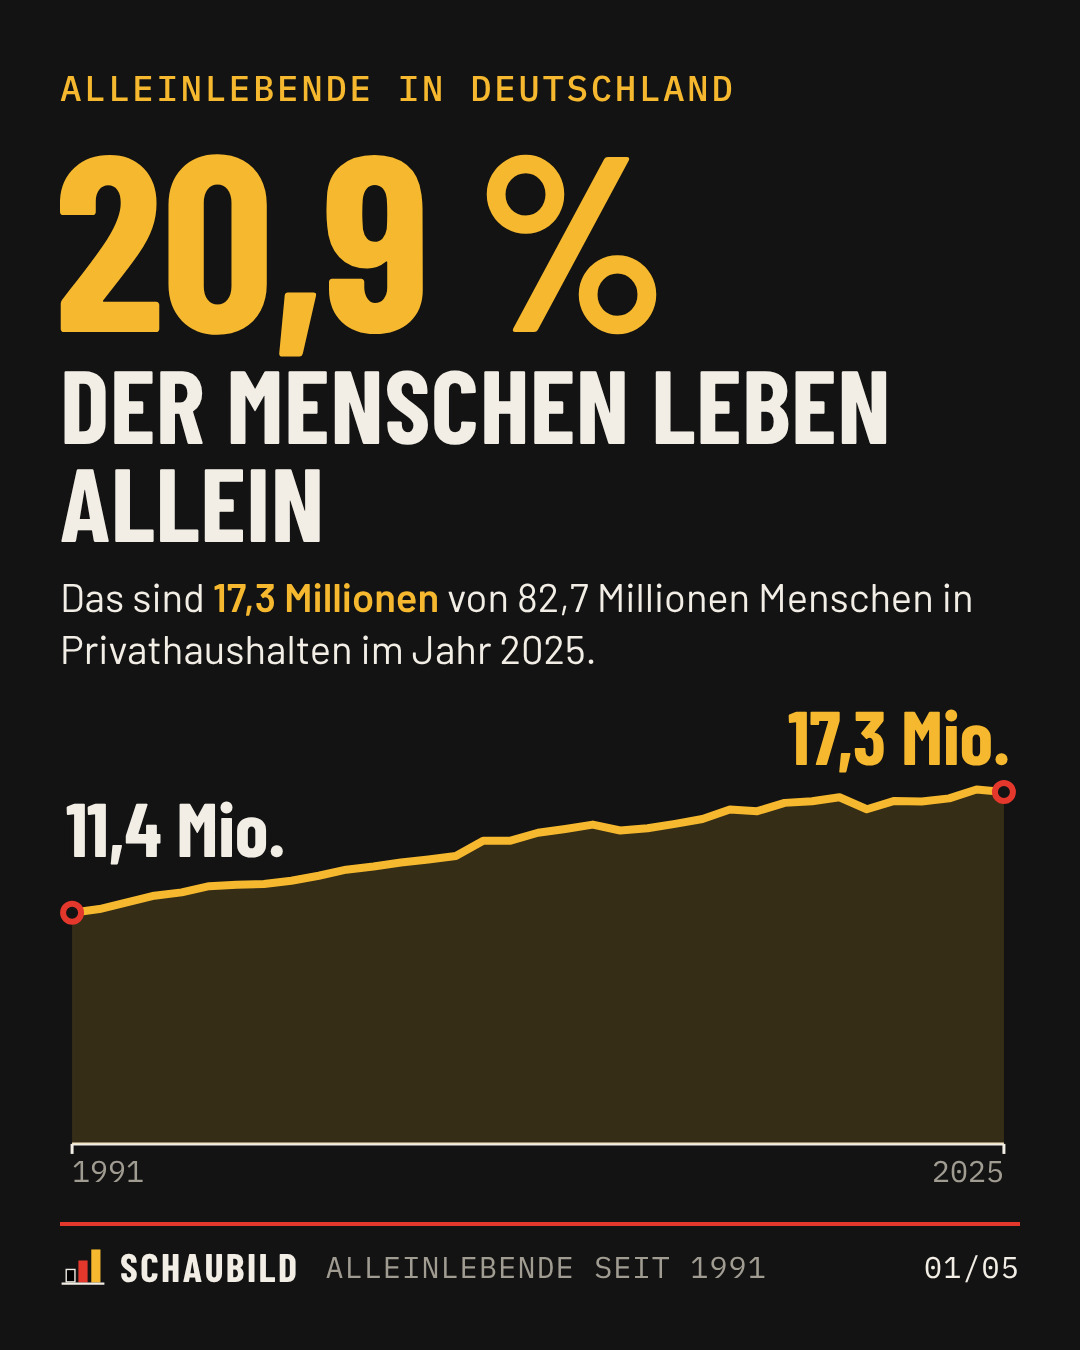 ALLEINLEBENDE IN DEUTSCHLAND
20,9 %
DER MENSCHEN LEBEN
ALLEIN
Das sind 17,3 Millionen von 82,7 Millionen Menschen in
Privathaushalten im Jahr 2025.
17,3 Mio.
11,4 Mio.
1991
2025
SCHAUBILD ALLEINLEBENDE SEIT 1991 01/05